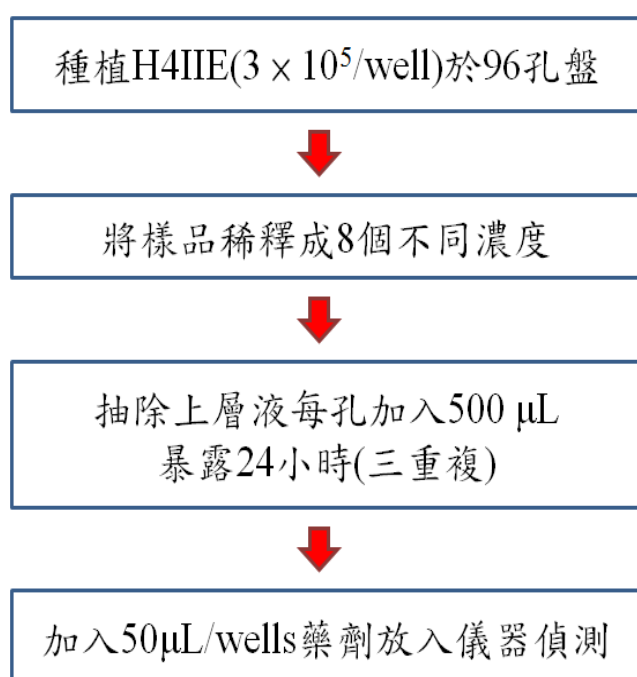 種植H4IIE(3 × 10⁵/well)於96孔盤
將樣品稀釋成8個不同濃度
抽除上層液每孔加入500 μL
暴露24小時(三重複)
加入50μL/wells藥劑放入儀器偵測